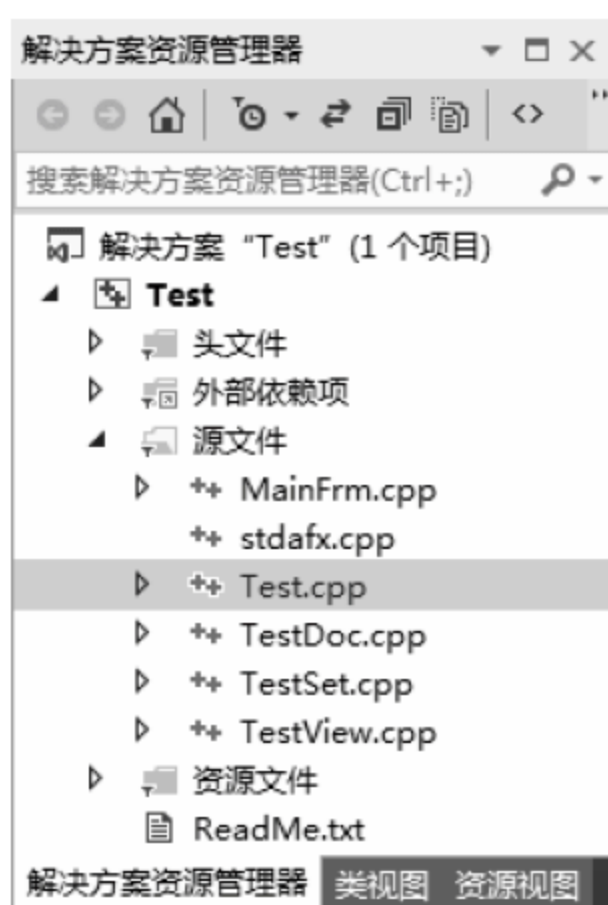 解决方案资源管理器
搜索解决方案资源管理器(Ctrl+;)
解决方案 "Test" (1 个项目)
Test
头文件
外部依赖项
源文件
++ MainFrm.cpp
++ stdafx.cpp
++ Test.cpp
++ TestDoc.cpp
++ TestSet.cpp
++ TestView.cpp
资源文件
ReadMe.txt
解决方案资源管理器 类视图 资源视图